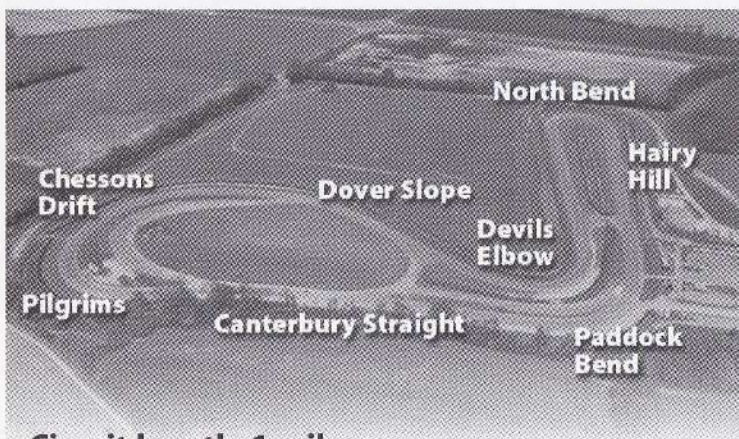 North Bend
Hairy
Hill
Chessons
Drift
Dover Slope
Devils
Elbow
Pilgrims
Canterbury Straight
Paddock
Bend